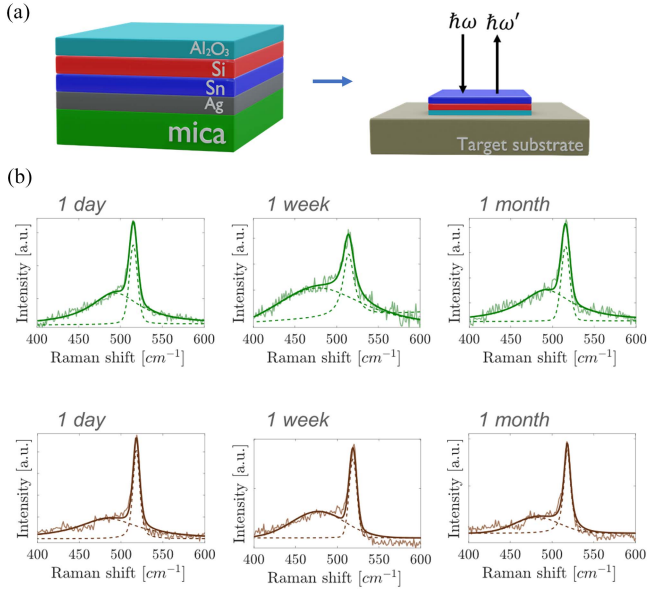 (a)
Al₂O₃
Si
Sn
Ag
mica
ħω ħω′
Target substrate
(b)
1 day 1 week 1 month
Intensity [a.u.] Intensity [a.u.] Intensity [a.u.]
400 450 500 550 600 400 450 500 550 600 400 450 500 550 600
Raman shift [cm⁻¹] Raman shift [cm⁻¹] Raman shift [cm⁻¹]
1 day 1 week 1 month
Intensity [a.u.] Intensity [a.u.] Intensity [a.u.]
400 450 500 550 600 400 450 500 550 600 400 450 500 550 600
Raman shift [cm⁻¹] Raman shift [cm⁻¹] Raman shift [cm⁻¹]